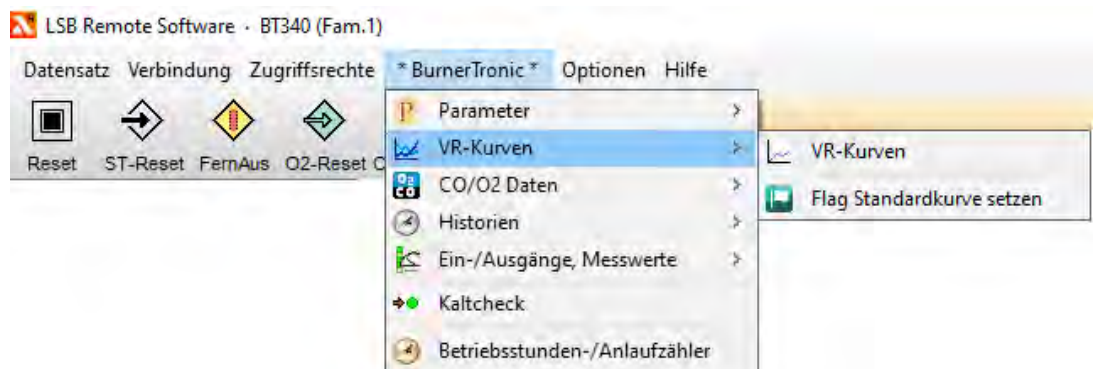 LSB Remote Software - BT340 (Fam.1)
Datensatz Verbindung Zugriffsrechte * BurnerTronic * Optionen Hilfe
Reset ST-Reset FernAus O2-Reset C
Parameter
VR-Kurven
CO/O2 Daten
Historien
Ein-/Ausgänge, Messwerte
Kaltcheck
Betriebsstunden-/Anlaufzähler
VR-Kurven
Flag Standardkurve setzen